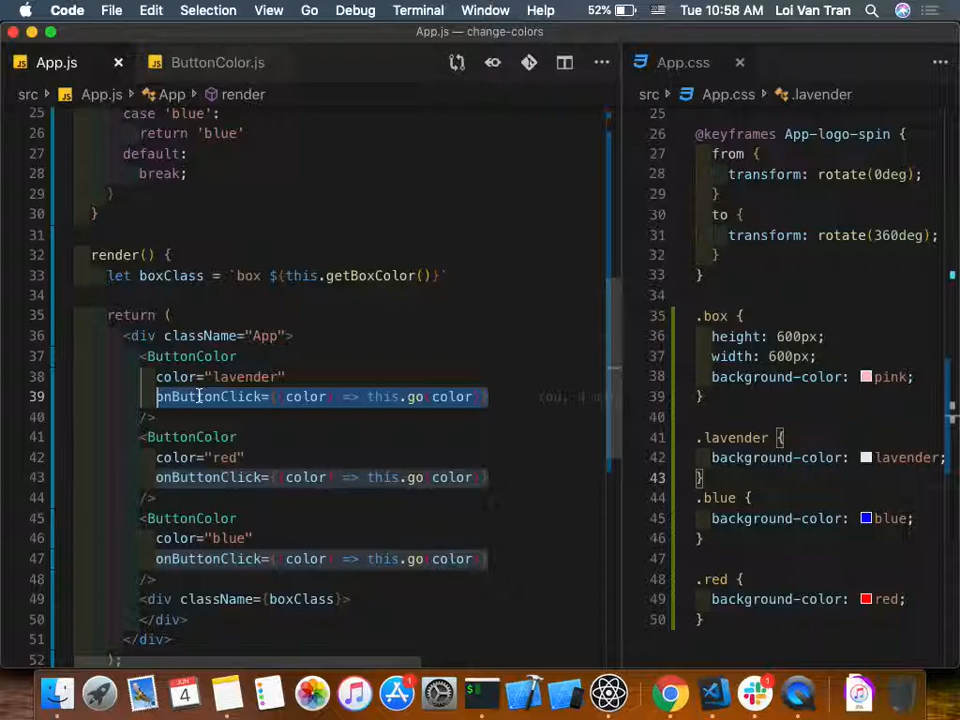 Code File Edit Selection View Go Debug Terminal Window Help 52% Tue 10:58 AM Loi Van Tran
App.js — change-colors
JS App.js × JS ButtonColor.js ••• App.css × •••
src › JS App.js › App › render src › App.css › .lavender
25 case 'blue':
26 return 'blue'
27 default:
28 break;
29 }
30 }
31
32 render() {
33 let boxClass = `box ${this.getBoxColor()}`
34
35 return (
36 <div className="App">
37 <ButtonColor
38 color="lavender"
39 onButtonClick={(color) => this.go(color)}
40 />
41 <ButtonColor
42 color="red"
43 onButtonClick={(color) => this.go(color)}
44 />
45 <ButtonColor
46 color="blue"
47 onButtonClick={(color) => this.go(color)}
48 />
49 <div className={boxClass}>
50 </div>
51 </div>
52 );
25
26 @keyframes App-logo-spin {
27 from {
28 transform: rotate(0deg);
29 }
30 to {
31 transform: rotate(360deg);
32 }
33 }
34
35 .box {
36 height: 600px;
37 width: 600px;
38 background-color: pink;
39 }
40
41 .lavender {
42 background-color: lavender;
43 }
44 .blue {
45 background-color: blue;
46 }
47
48 .red {
49 background-color: red;
50 }
JUN
4
1
1